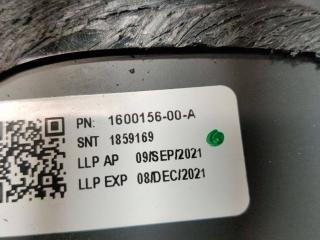 PN: 1600156-00-A
SNT 1859169
LLP AP 09/SEP/2021
LLP EXP 08/DEC/2021